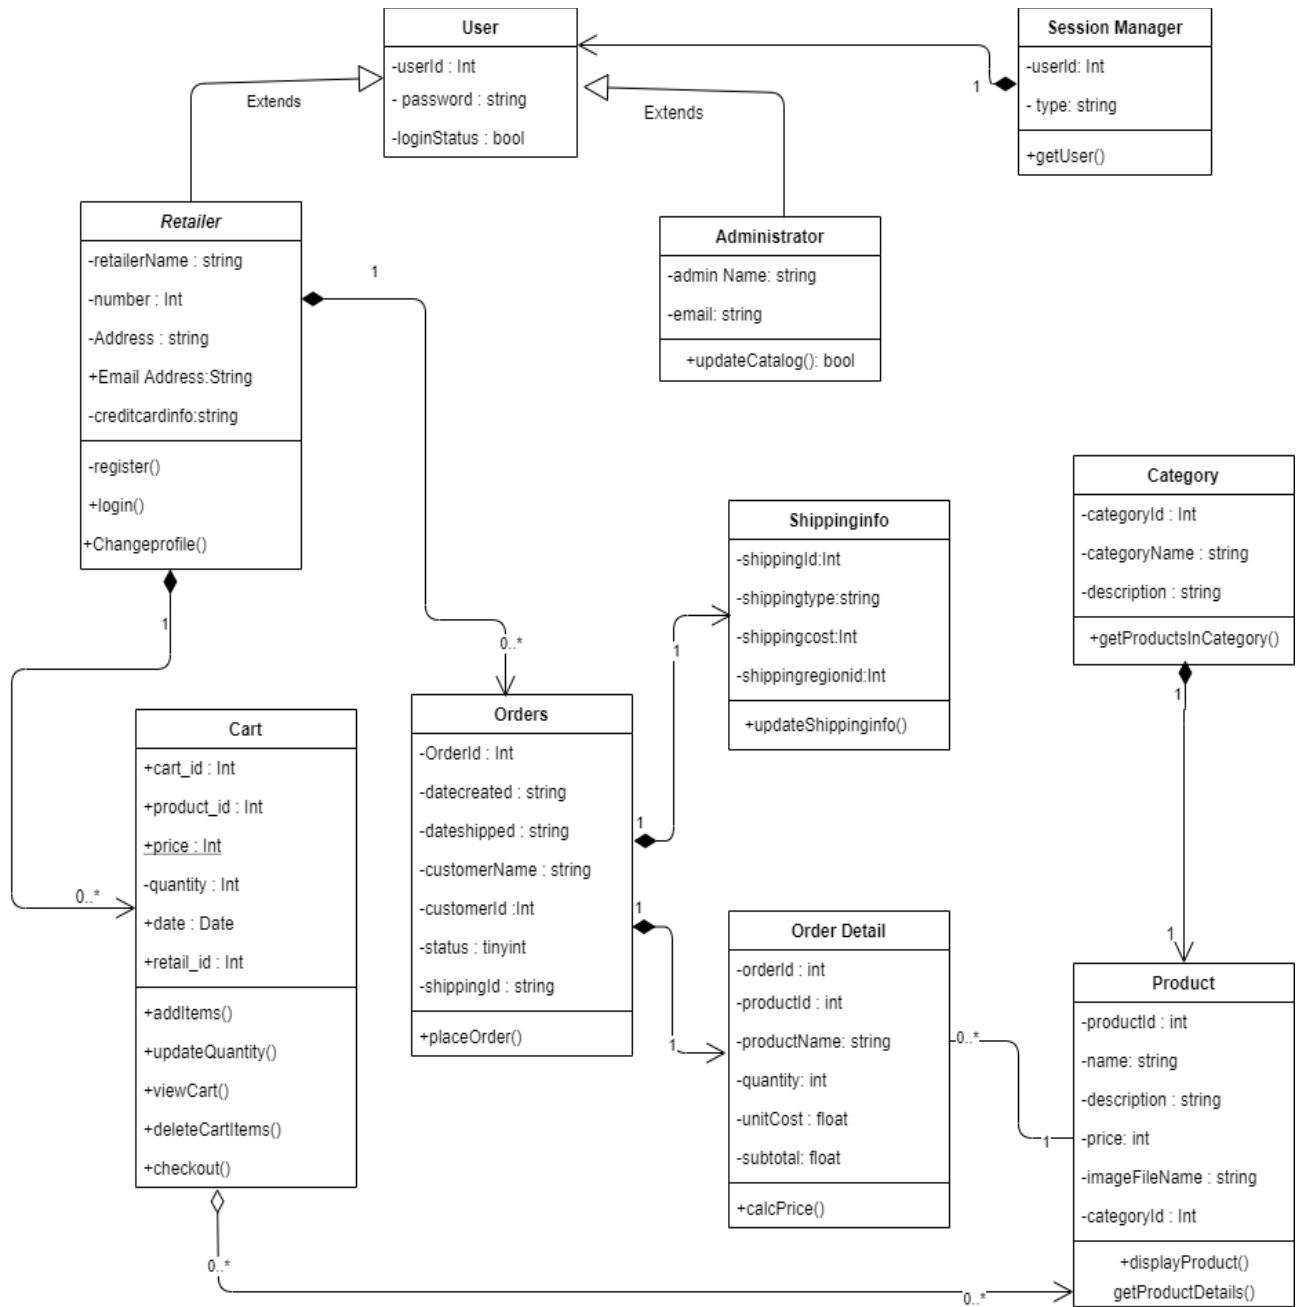 User
-userId : Int
- password : string
-loginStatus : bool
Session Manager
-userId: Int
- type: string
+getUser()
1
Extends
Extends
Retailer
-retailerName : string
-number : Int
-Address : string
+Email Address:String
-creditcardinfo:string
-register()
+login()
+Changeprofile()
1
1
0..*
0..*
Administrator
-admin Name: string
-email: string
+updateCatalog(): bool
Shippinginfo
-shippingId:Int
-shippingtype:string
-shippingcost:Int
-shippingregionid:Int
+updateShippinginfo()
Category
-categoryId : Int
-categoryName : string
-description : string
+getProductsInCategory()
1
1
Cart
+cart_id : Int
+product_id : Int
+price : Int
-quantity : Int
+date : Date
+retail_id : Int
+addItems()
+updateQuantity()
+viewCart()
+deleteCartItems()
+checkout()
Orders
-OrderId : Int
-datecreated : string
-dateshipped : string
-customerName : string
-customerId :Int
-status : tinyint
-shippingId : string
+placeOrder()
1
1
1
1
Order Detail
-orderId : int
-productId : int
-productName: string
-quantity: int
-unitCost : float
-subtotal: float
+calcPrice()
0..*
1
Product
-productId : int
-name: string
-description : string
-price: int
-imageFileName : string
-categoryId : Int
+displayProduct()
getProductDetails()
0..*
0..*